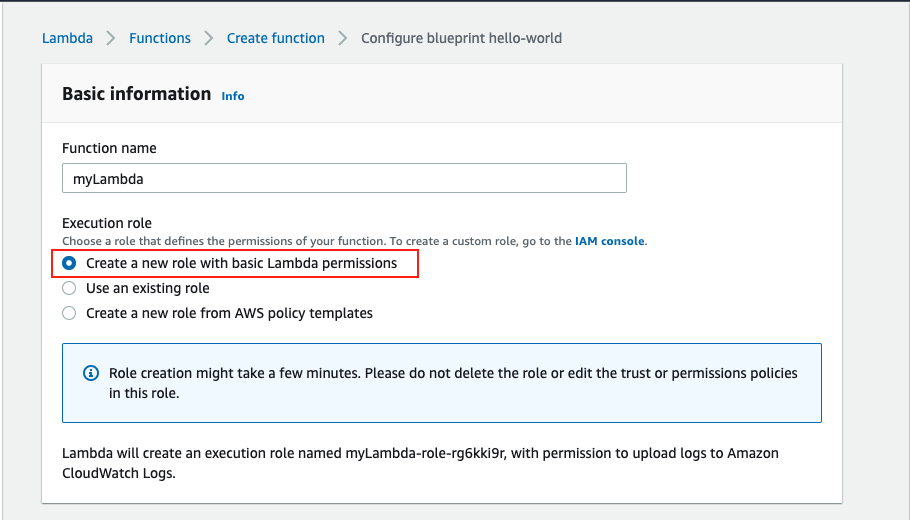 Lambda > Functions > Create function > Configure blueprint hello-world
Basic information Info
Function name
myLambda
Execution role
Choose a role that defines the permissions of your function. To create a custom role, go to the IAM console.
Create a new role with basic Lambda permissions
Use an existing role
Create a new role from AWS policy templates
Role creation might take a few minutes. Please do not delete the role or edit the trust or permissions policies
in this role.
Lambda will create an execution role named myLambda-role-rg6kki9r, with permission to upload logs to Amazon
CloudWatch Logs.